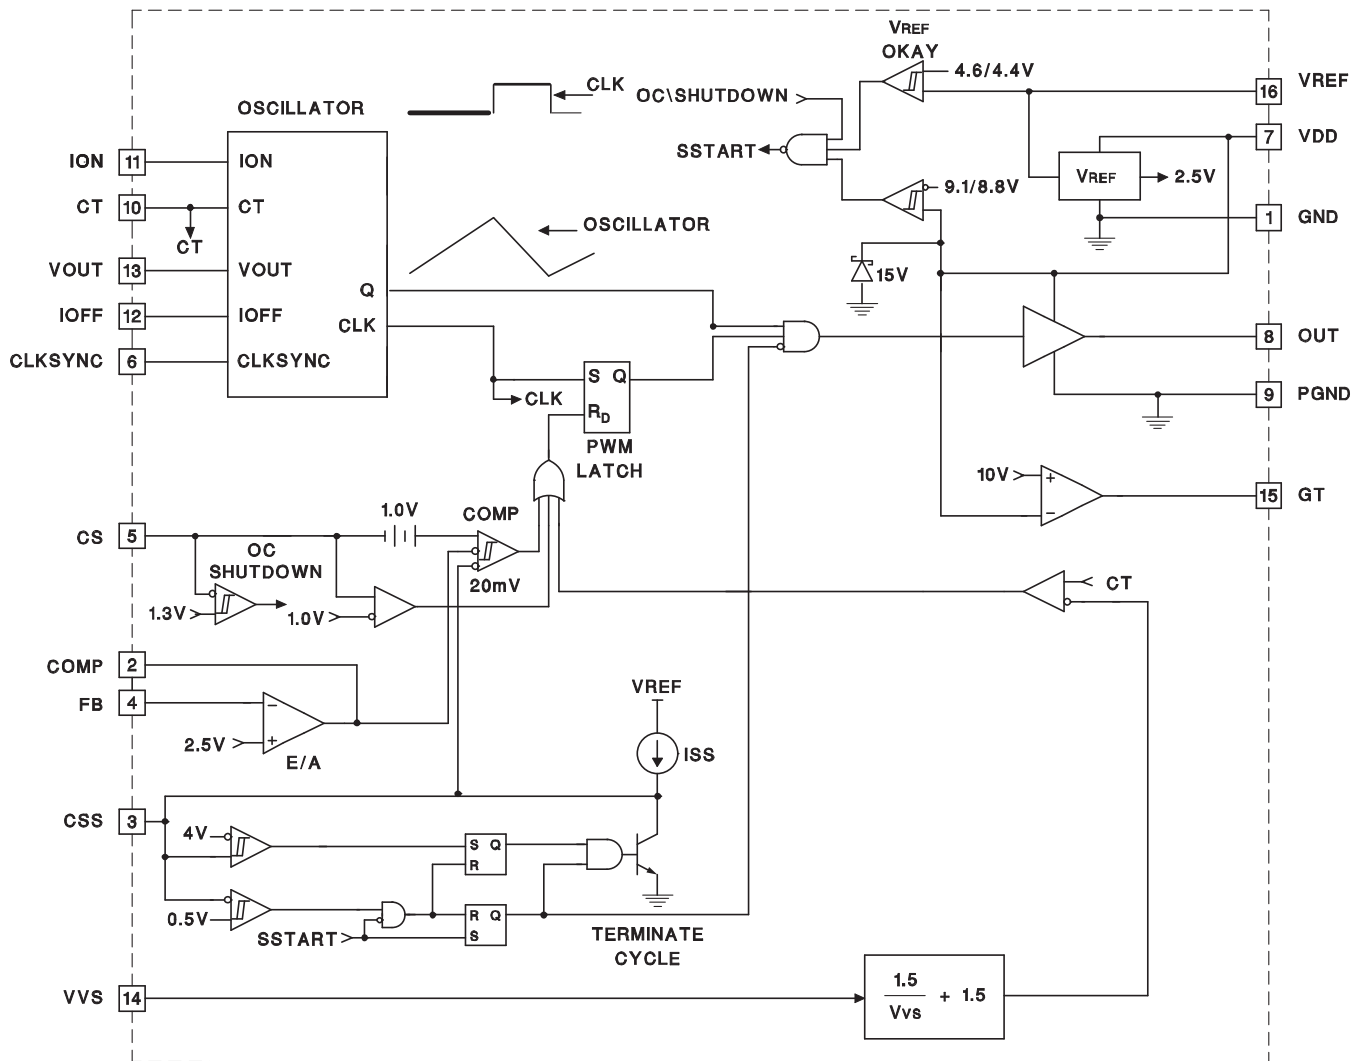 VREF
OKAY
4.6/4.4V
CLK
OC\SHUTDOWN
VREF
16
OSCILLATOR
7
VDD
SSTART
ION
11
ION
VREF
2.5V
9.1/8.8V
CT
10
CT
1
GND
OSCILLATOR
CT
VOUT
13
VOUT
15V
Q
IOFF
12
IOFF
CLK
8
OUT
CLKSYNC
6
CLKSYNC
S Q
CLK
9
PGND
RD
PWM
LATCH
10V
+
−
15
GT
1.0V
COMP
CS
5
OC
SHUTDOWN
20mV
CT
1.3V
1.0V
COMP
2
FB
4
−
VREF
2.5V
+
E/A
ISS
CSS
3
4V
S Q
R
0.5V
R Q
S
SSTART
TERMINATE
CYCLE
1.5
Vvs
+ 1.5
VVS
14